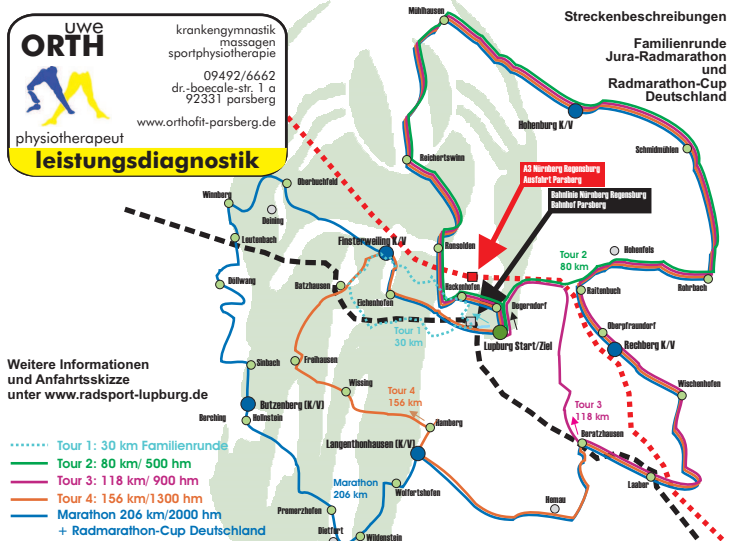 uwe
ORTH
krankengymnastik
massagen
sportphysiotherapie
09492/6662
dr.-boecale-str. 1 a
92331 parsberg
www.orthofit-parsberg.de
physiotherapeut
leistungsdiagnostik
Streckenbeschreibungen
Familienrunde
Jura-Radmarathon
und
Radmarathon-Cup
Deutschland
Mühlhausen
Hohenburg K/V
Schmidmühlen
Reichertswinn
A3 Nürnberg Regensburg
Ausfahrt Parsburg
Bahnlinie Nürnberg Regensburg
Bahnhof Parsberg
Oberbuchfeld
Winnberg
Deining
Leutenbach
Finsterweiling K/V
Ronsolden
Tour 2
80 km
Hohenfels
Döllwang
Batzhausen
Eichenhofen
Rackenhofen
Degerndorf
Raitenbuch
Rohrbach
Tour 1
30 km
Lupburg Start/Ziel
Oberpfraundorf
Rechberg K/V
Weitere Informationen
und Anfahrtsskizze
unter www.radsport-lupburg.de
Sinbach
Freihausen
Wissing
Tour 4
156 km
Wischenhofen
Butzenberg (K/V)
Berching
Holnstein
Hamberg
Tour 3
118 km
Langenthonhausen (K/V)
Beratzhausen
Laaber
Tour 1: 30 km Familienrunde
Tour 2: 80 km/ 500 hm
Tour 3: 118 km/ 900 hm
Tour 4: 156 km/1300 hm
Marathon 206 km/2000 hm
+ Radmarathon-Cup Deutschland
Marathon
206 km
Wolfertshofen
Hemau
Premerzhofen
Dietfurt
Wildenstein